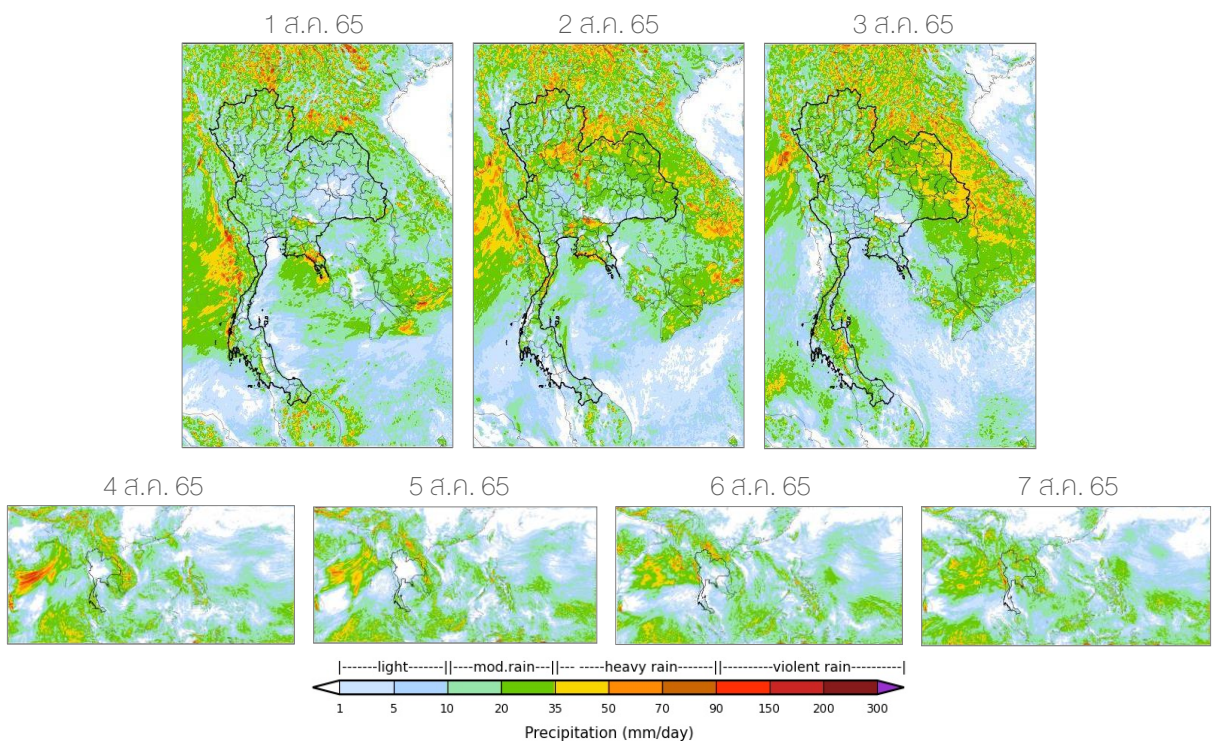 1 ส.ค. 65
2 ส.ค. 65
3 ส.ค. 65
4 ส.ค. 65
5 ส.ค. 65
6 ส.ค. 65
7 ส.ค. 65
|-------light-------||----mod.rain---||--- -----heavy rain-------||-----------violent rain-----------|
1 5 10 20 35 50 70 90 150 200 300
Precipitation (mm/day)